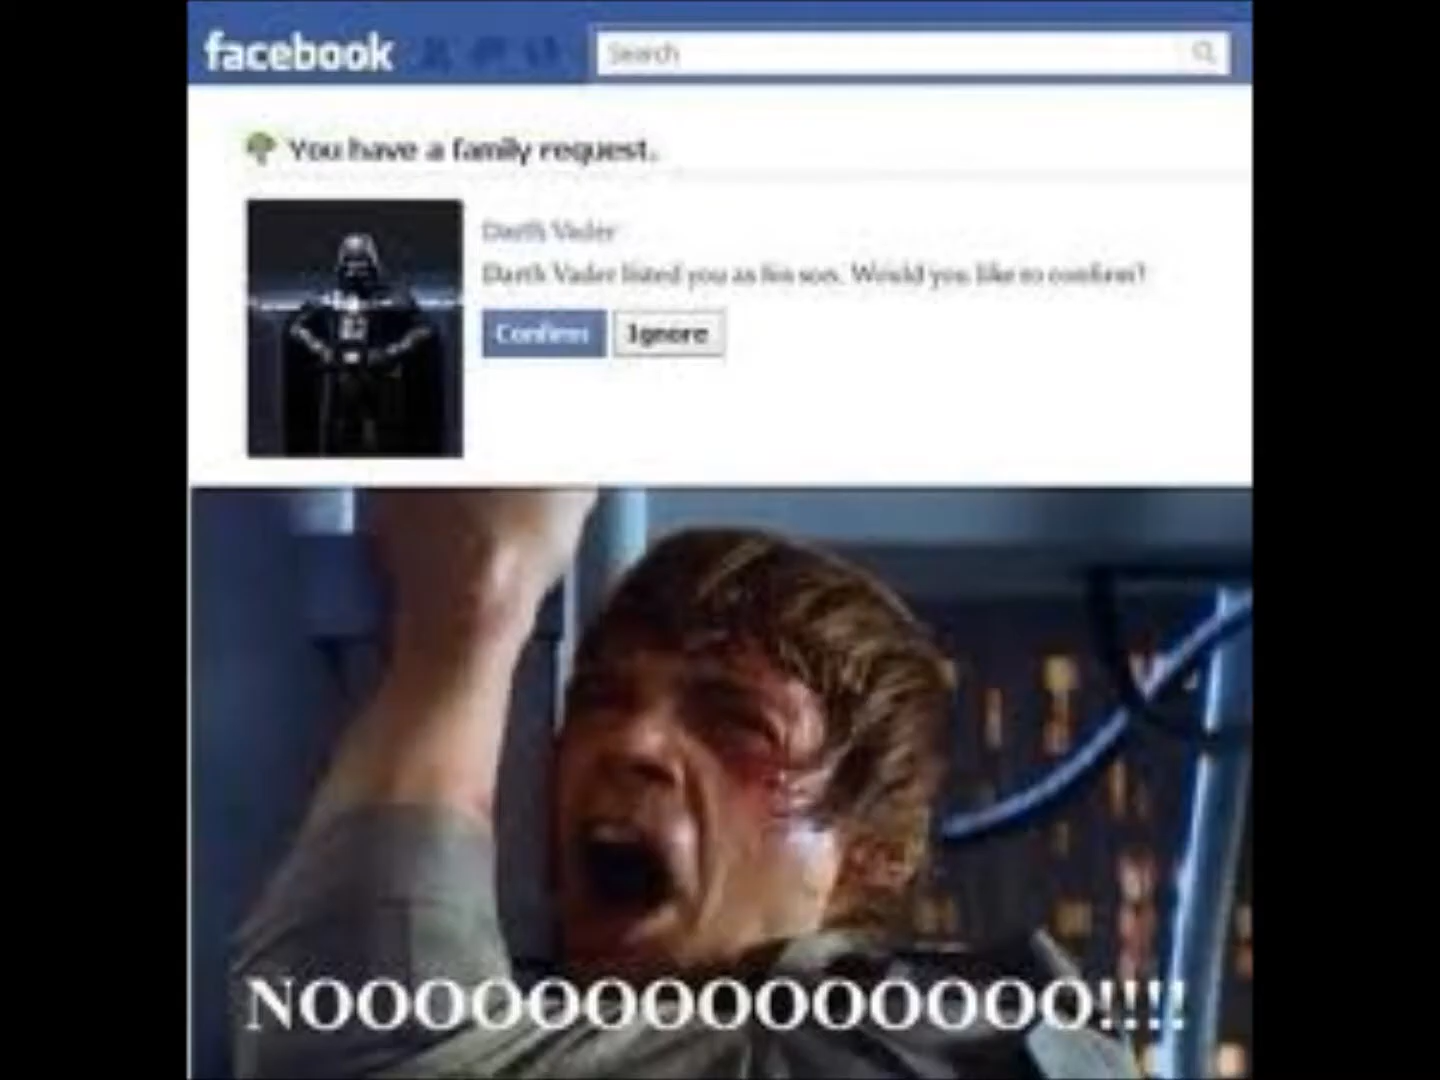 facebook
Search
You have a family request.
Darth Vader
Darth Vader listed you as his son. Would you like to confirm?
Confirm Ignore
NOOOOOOOOOOOOOOO!!!!